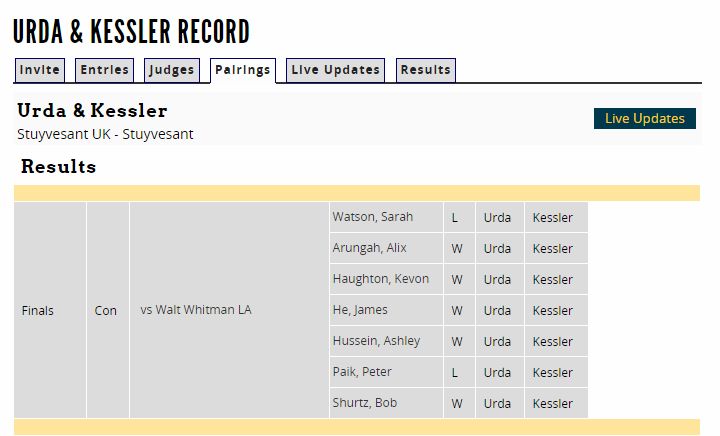 URDA & KESSLER RECORD
Invite Entries Judges Pairings Live Updates Results
Urda & Kessler
Live Updates
Stuyvesant UK - Stuyvesant
Results
Watson, Sarah L Urda Kessler
Arungah, Alix W Urda Kessler
Haughton, Kevon W Urda Kessler
Finals Con vs Walt Whitman LA He, James W Urda Kessler
Hussein, Ashley W Urda Kessler
Paik, Peter L Urda Kessler
Shurtz, Bob W Urda Kessler